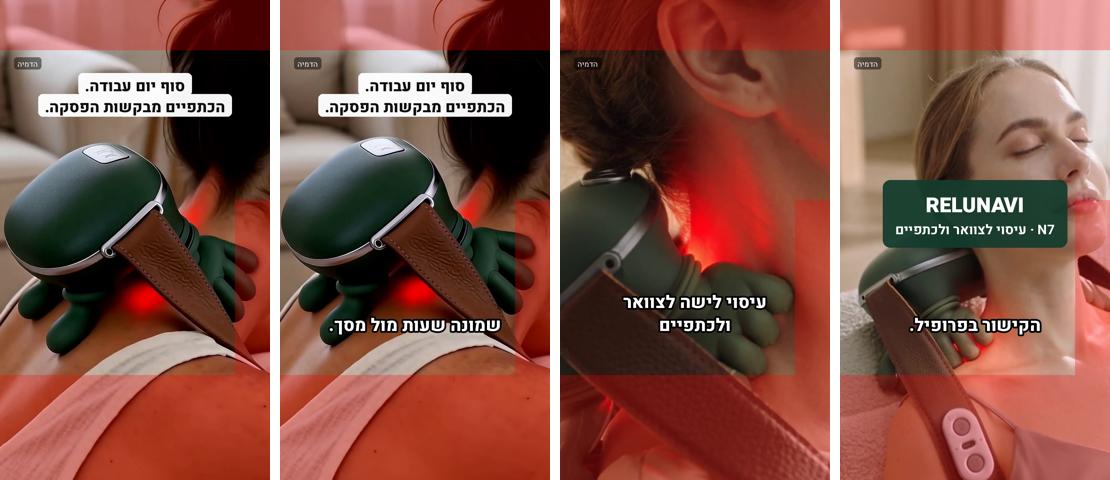 הדמיה
סוף יום עבודה.
הכתפיים מבקשות הפסקה.
הדמיה
סוף יום עבודה.
הכתפיים מבקשות הפסקה.
שמונה שעות מול מסך.
הדמיה
עיסוי לישה לצוואר
ולכתפיים
הדמיה
RELUNAVI
N7 · עיסוי לצוואר ולכתפיים
הקישור בפרופיל.